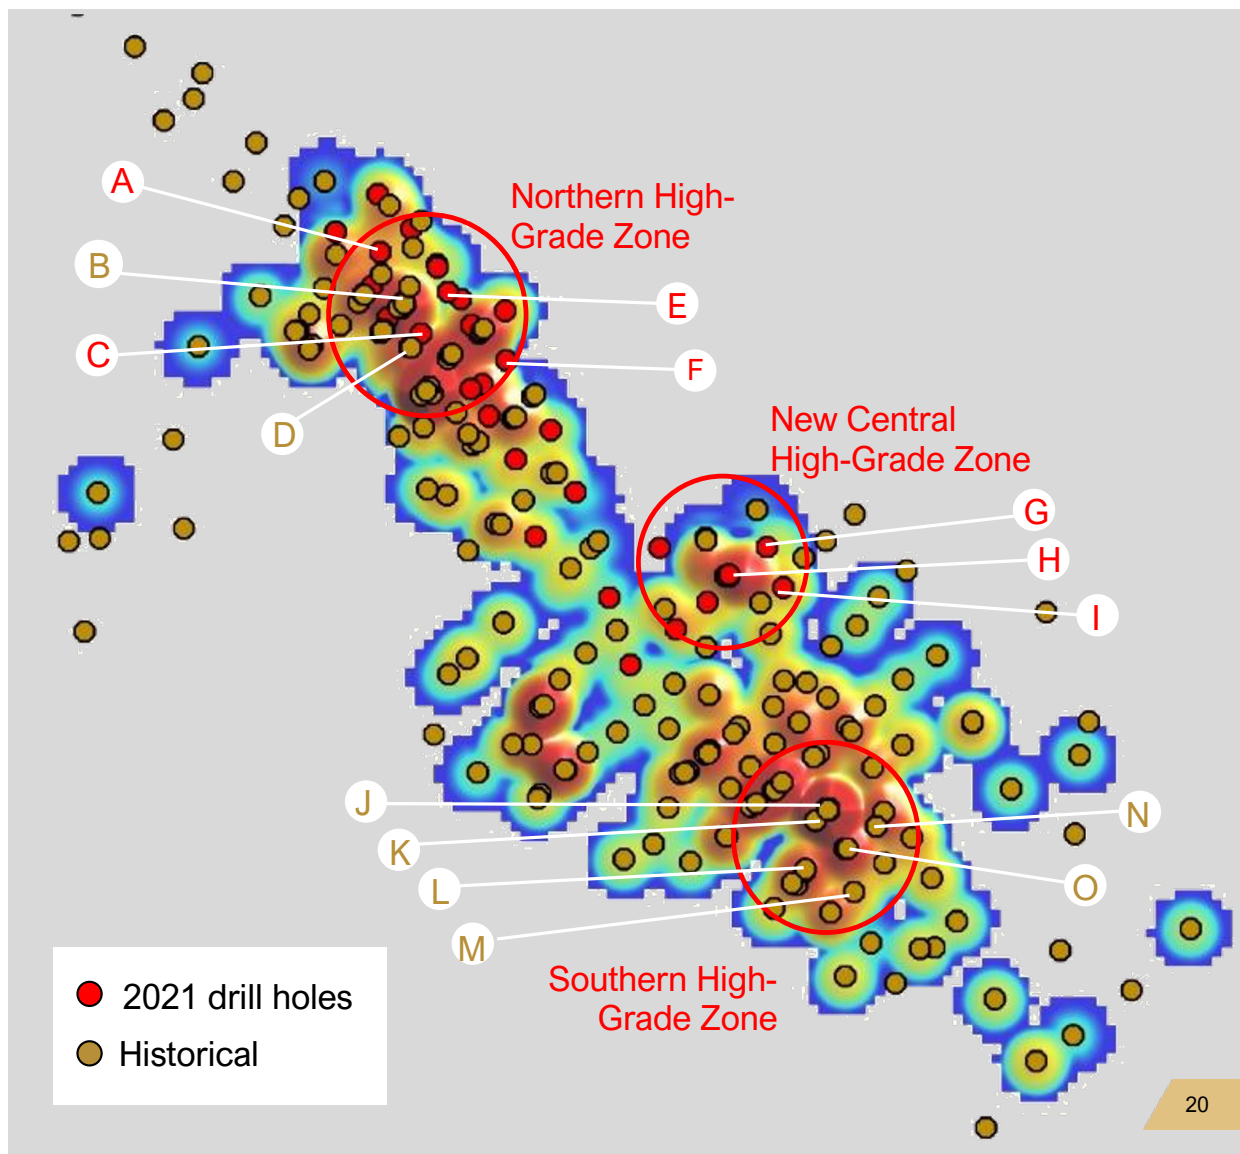 A
Northern High-
Grade Zone
B
E
C
F
D
New Central
High-Grade Zone
G
H
I
J
N
K
L
O
M
Southern High-
Grade Zone
2021 drill holes
Historical
20